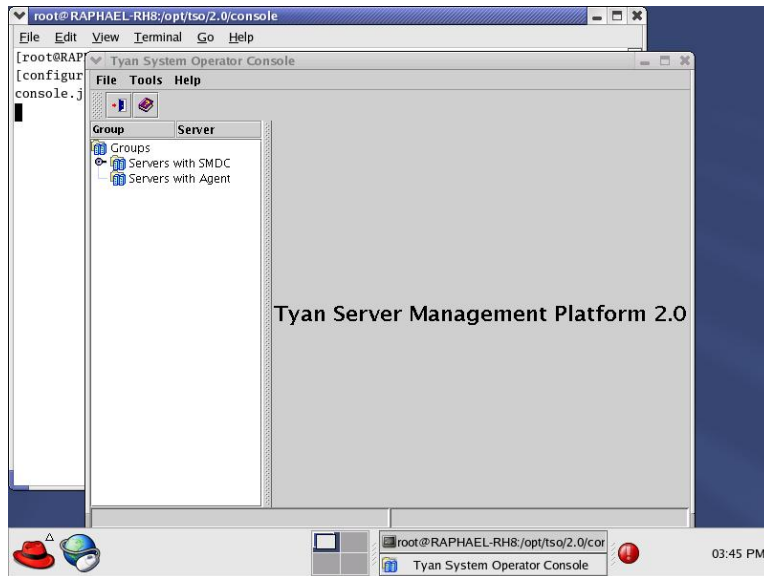 root@RAPHAEL-RH8:/opt/tso/2.0/console
File Edit View Terminal Go Help
[root@RAP
[configur
console.j
Tyan System Operator Console
File Tools Help
Group Server
Groups
Servers with SMDC
Servers with Agent
Tyan Server Management Platform 2.0
root@RAPHAEL-RH8:/opt/tso/2.0/cor
Tyan System Operator Console
03:45 PM